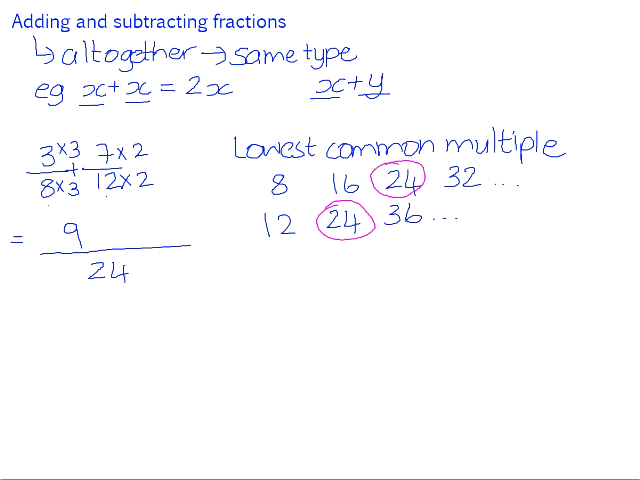 Adding and subtracting fractions
↳ altogether → same type
eg x + x = 2x x + y
Lowest common multiple
3 ×3 + 7 × 2
8 ×3 12 × 2
8 16 24 32 ...
12 24 36 ...
= 9
24